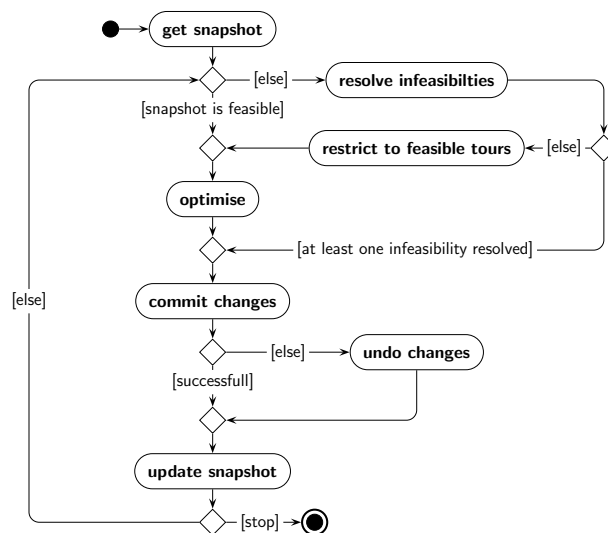 get snapshot
[else]
resolve infeasibilties
[snapshot is feasible]
restrict to feasible tours
[else]
optimise
[at least one infeasibility resolved]
[else]
commit changes
[else]
undo changes
[successfull]
update snapshot
[stop]